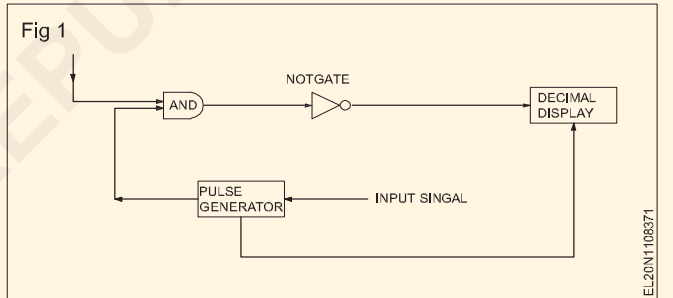 Fig 1
NOTGATE
AND
DECIMAL
DISPLAY
PULSE
GENERATOR
INPUT SINGAL
EL20N1108371